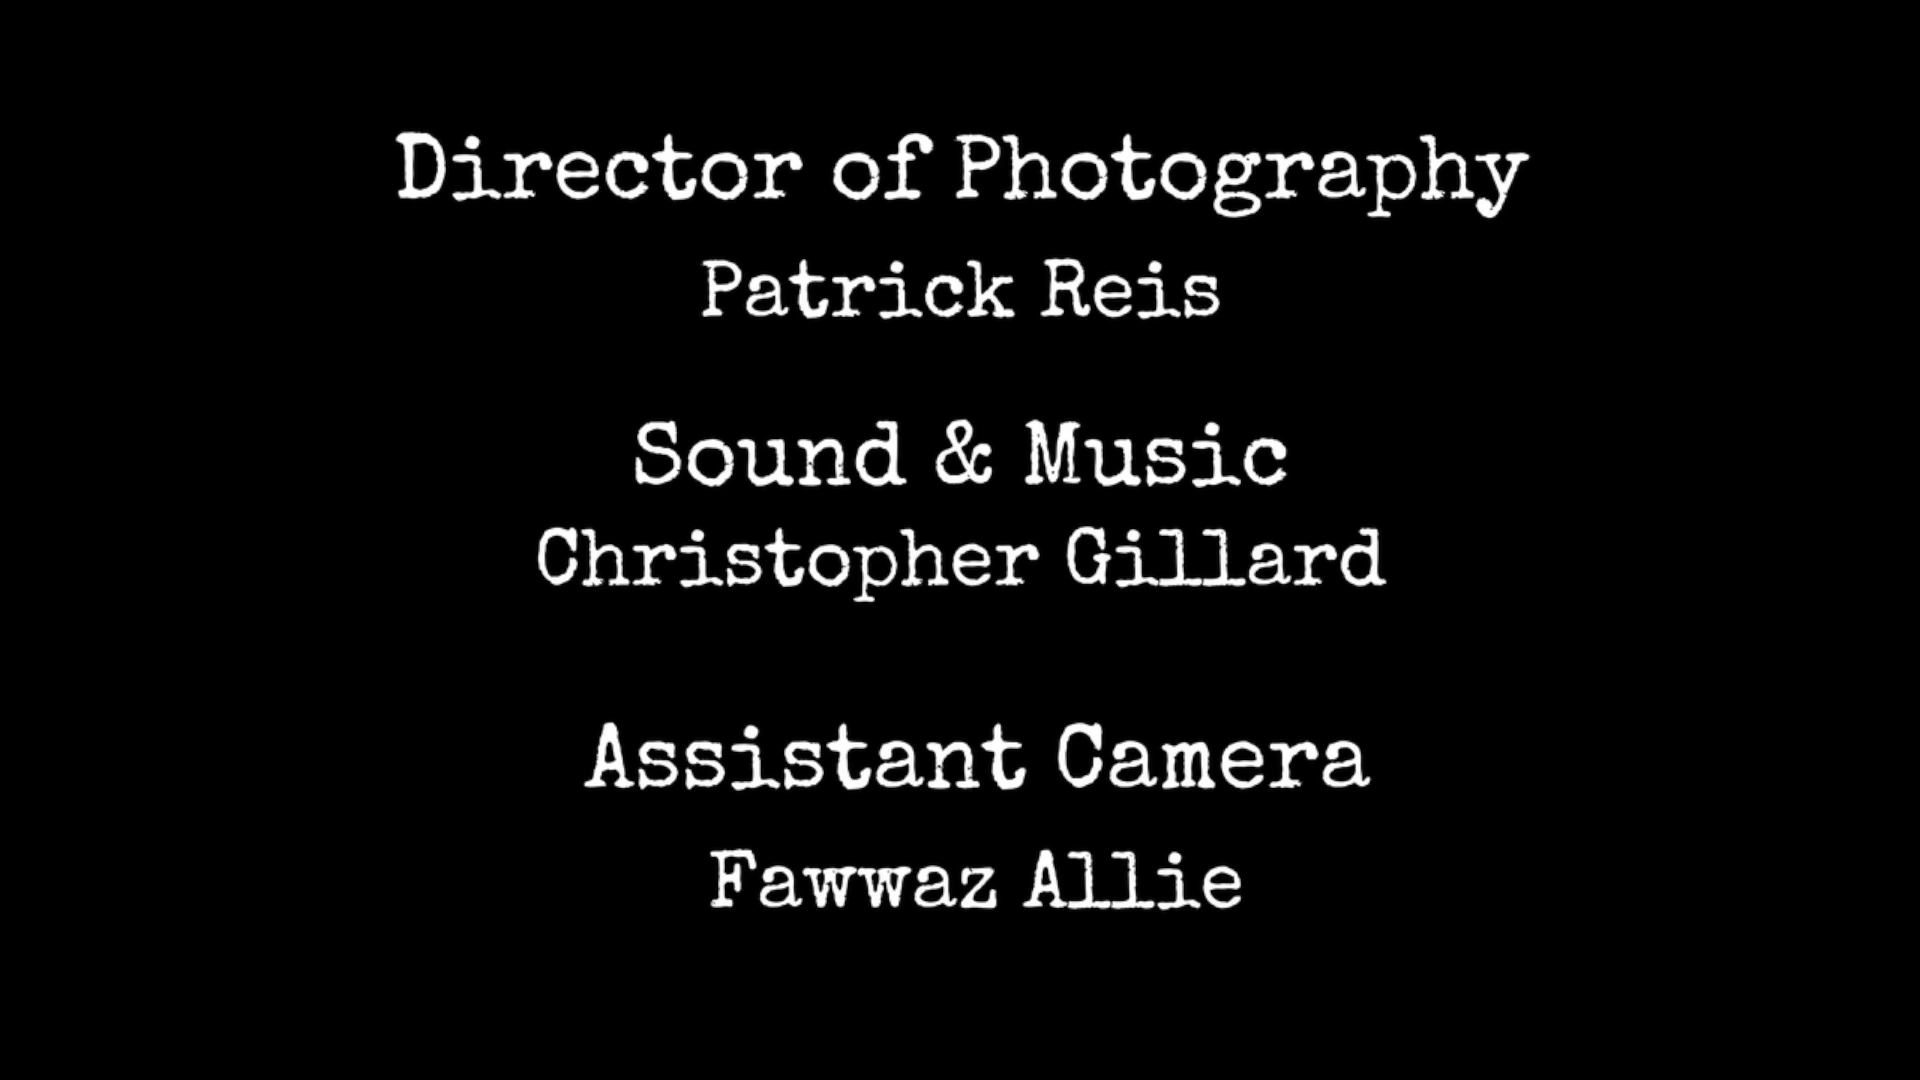 Director of Photography
Patrick Reis
Sound & Music
Christopher Gillard
Assistant Camera
Fawwaz Allie